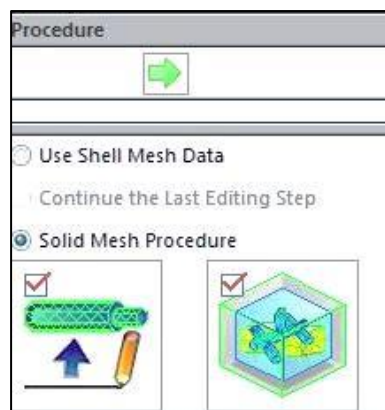 Procedure
Use Shell Mesh Data
Continue the Last Editing Step
Solid Mesh Procedure